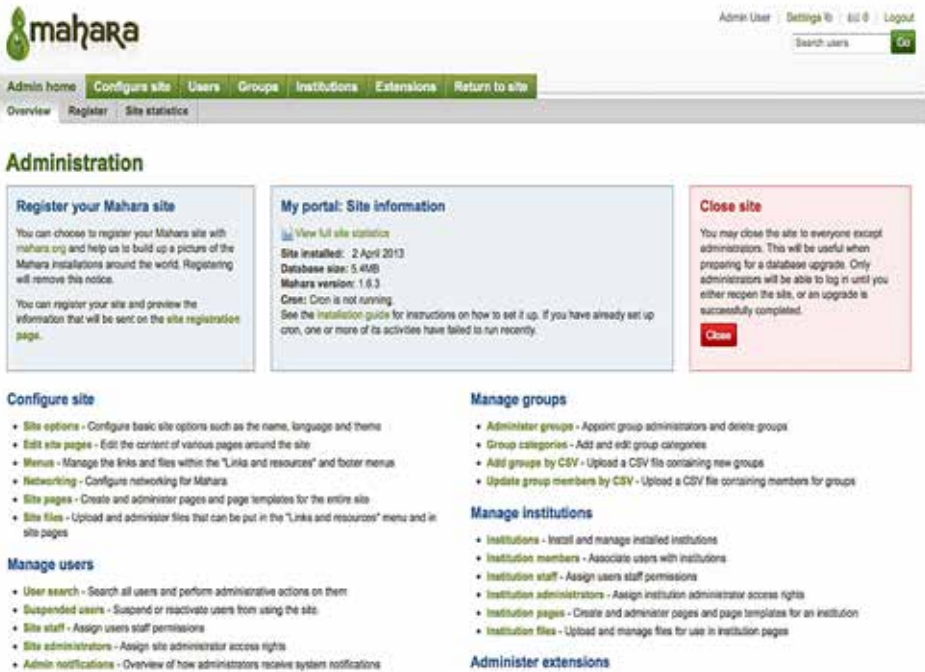 mahara
Admin User Settings 0 Logout
Search users Go
Admin home Configure site Users Groups Institutions Extensions Return to site
Overview Register Site statistics
Administration
Register your Mahara site
You can choose to register your Mahara site with
mahara.org and help us to build up a picture of the
Mahara installations around the world. Registering
will remove this notice.
You can register your site and preview the
information that will be sent on the site registration
page.
My portal: Site information
View full site statistics
Site installed: 2 April 2013
Database size: 5.4MB
Mahara version: 1.6.3
Cron: Cron is not running.
See the installation guide for instructions on how to set it up. If you have already set up
cron, one or more of its activities have failed to run recently.
Close site
You may close the site to everyone except
administrators. This will be useful when
preparing for a database upgrade. Only
administrators will be able to log in until you
either reopen the site, or an upgrade is
successfully completed.
Close
Configure site
Site options - Configure basic site options such as the name, language and theme
Edit site pages - Edit the content of various pages around the site
Menus - Manage the links and files within the "Links and resources" and footer menus
Networking - Configure networking for Mahara
Site pages - Create and administer pages and page templates for the entire site
Site files - Upload and administer files that can be put in the "Links and resources" menu and in
site pages
Manage users
User search - Search all users and perform administrative actions on them
Suspended users - Suspend or reactivate users from using the site.
Site staff - Assign users staff permissions
Site administrators - Assign site administrator access rights
Admin notifications - Overview of how administrators receive system notifications
Manage groups
Administer groups - Appoint group administrators and delete groups
Group categories - Add and edit group categories
Add groups by CSV - Upload a CSV file containing new groups
Update group members by CSV - Upload a CSV file containing members for groups
Manage institutions
Institutions - Install and manage installed institutions
Institution members - Associate users with institutions
Institution staff - Assign users staff permissions
Institution administrators - Assign institution administrator access rights
Institution pages - Create and administer pages and page templates for an institution
Institution files - Upload and manage files for use in institution pages
Administer extensions